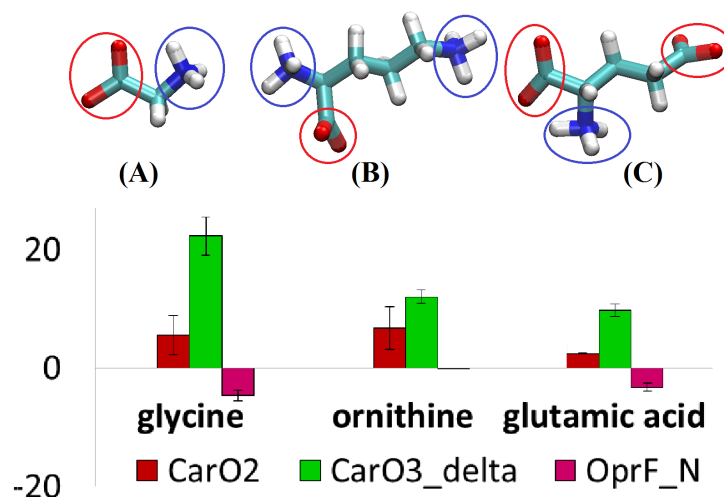 (A) (B) (C)
20
0
glycine ornithine glutamic acid
-20
CarO2 CarO3_delta OprF_N